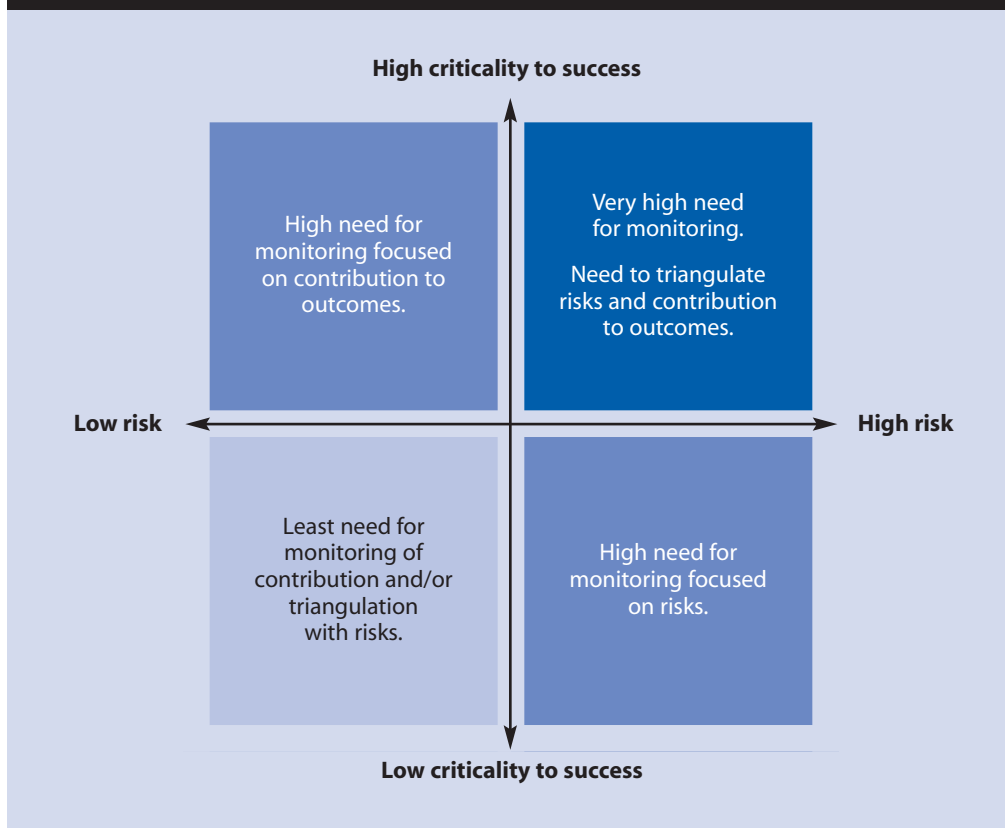 High criticality to success
High need for
monitoring focused
on contribution to
outcomes.
Very high need
for monitoring.
Need to triangulate
risks and contribution
to outcomes.
Low risk
High risk
Least need for
monitoring of
contribution and/or
triangulation
with risks.
High need for
monitoring focused
on risks.
Low criticality to success